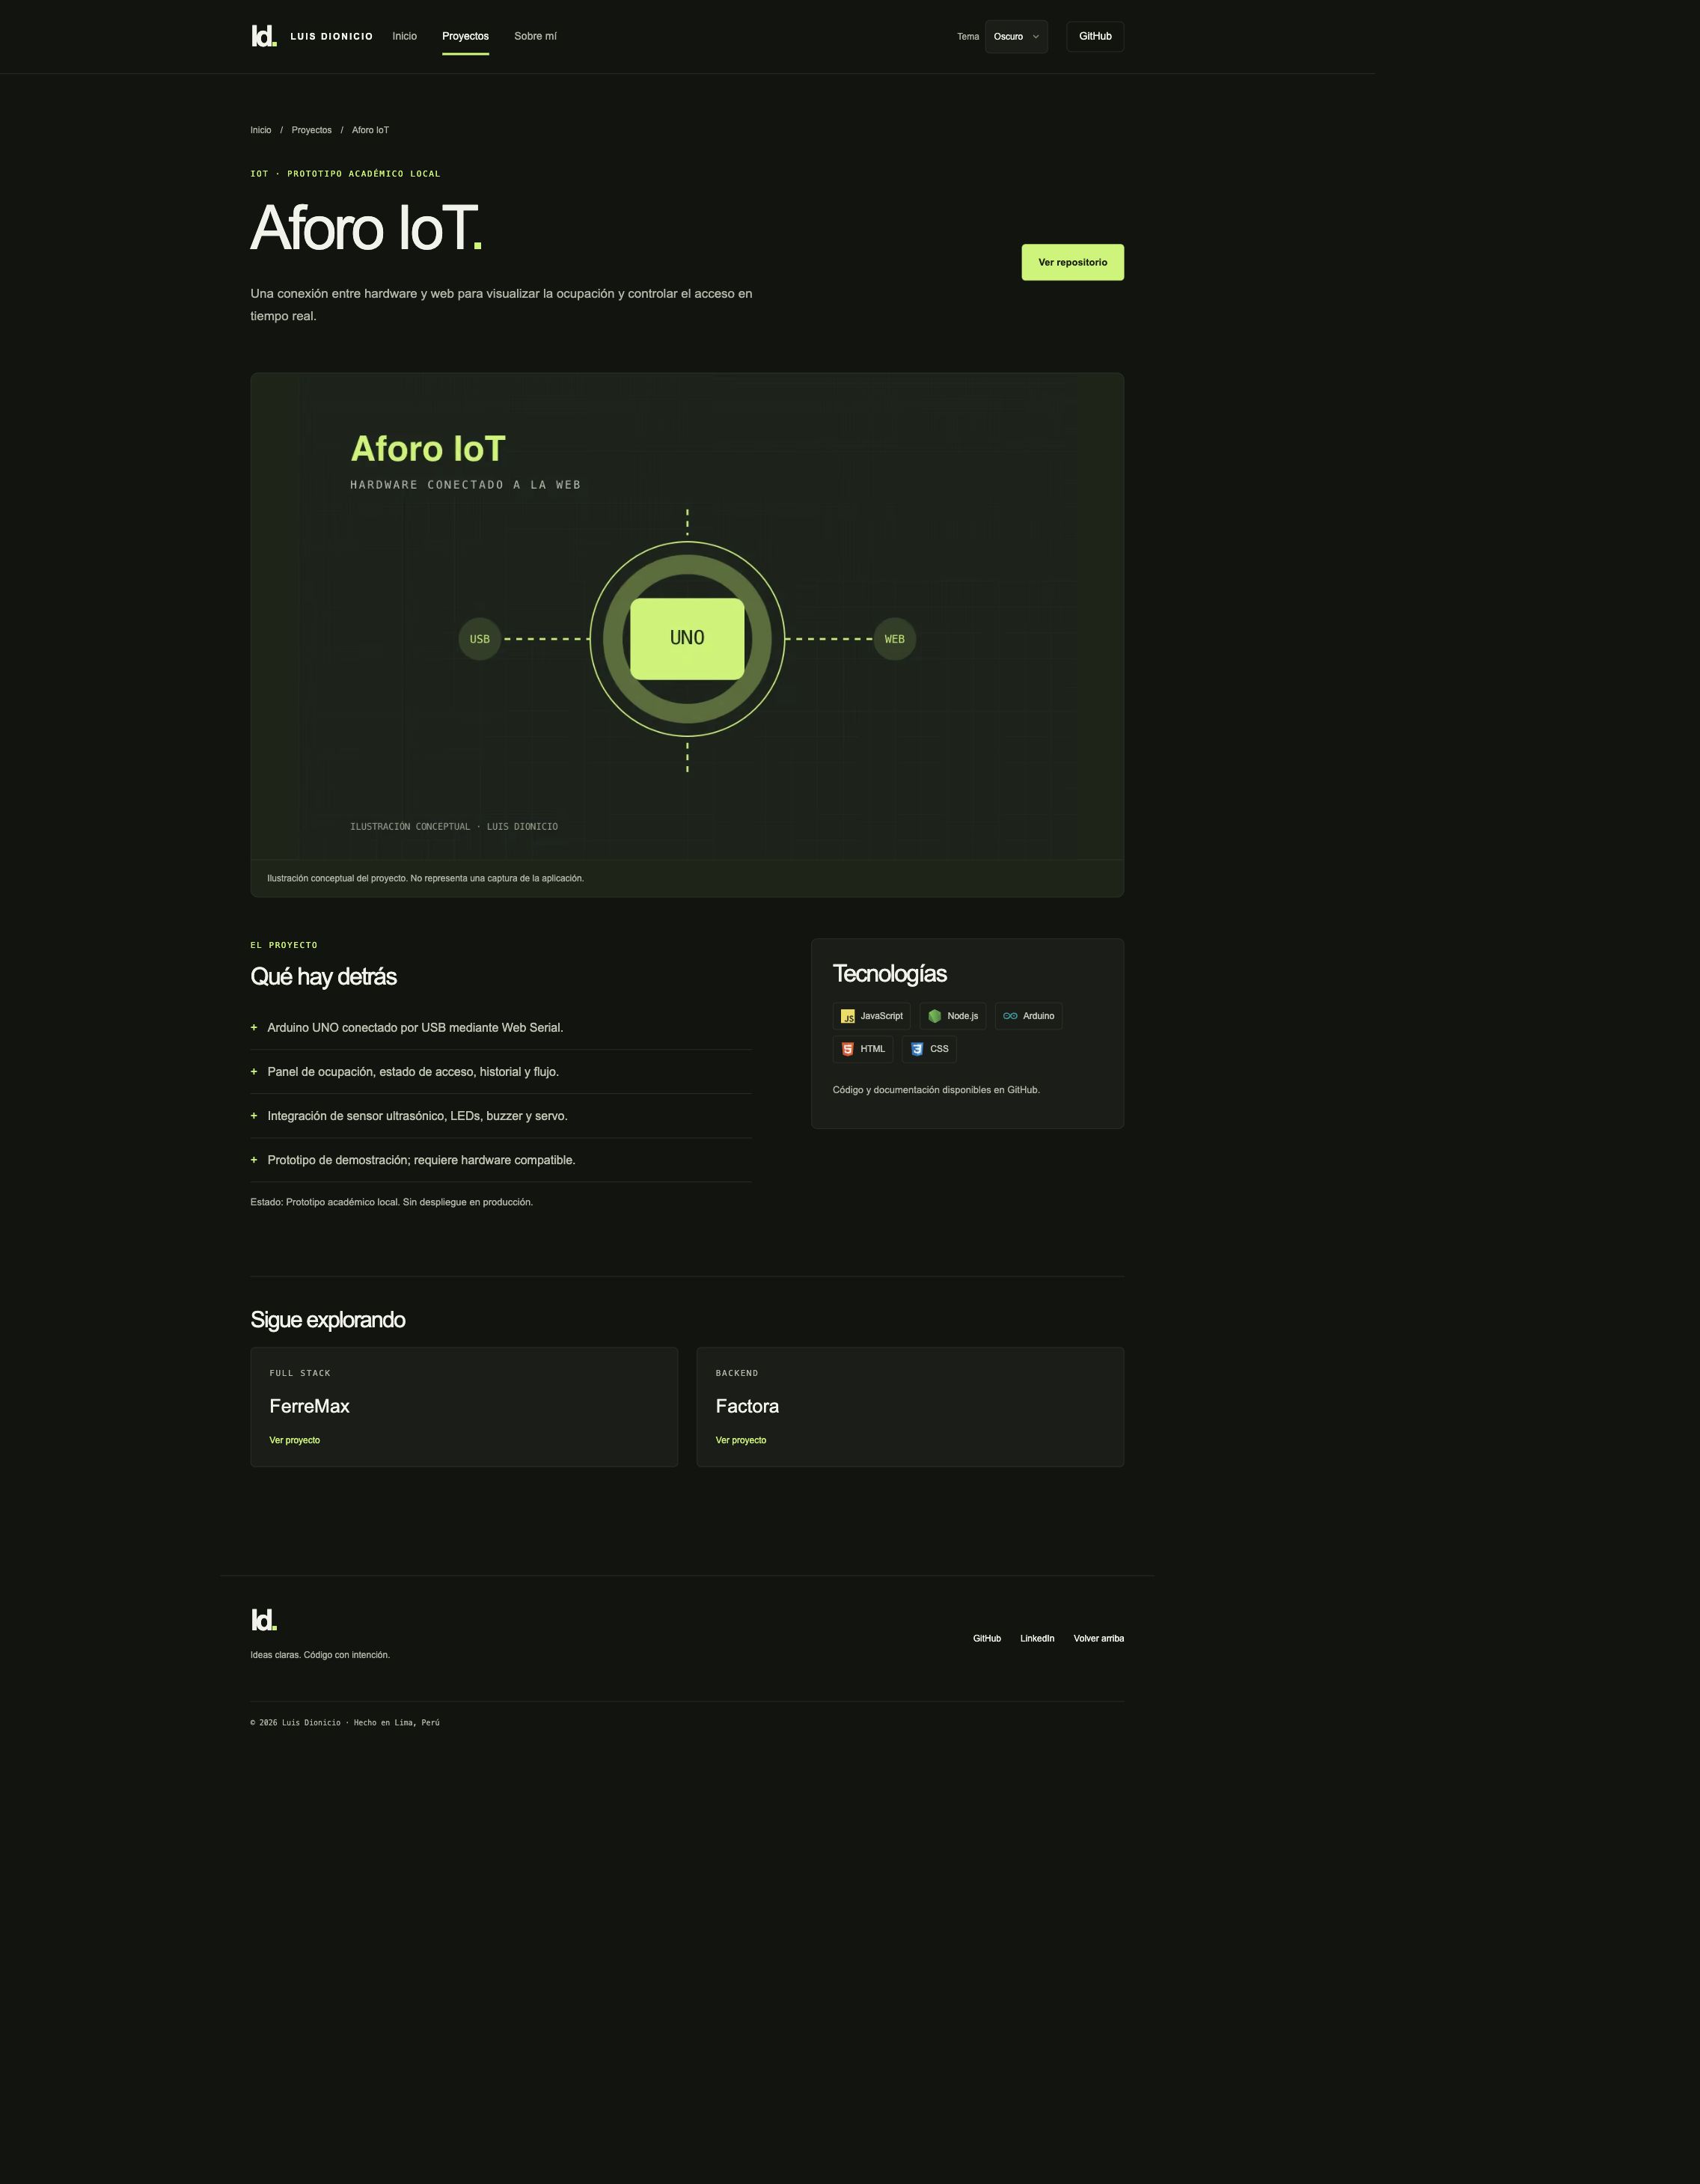 ld.
LUIS DIONICIO
Inicio
Proyectos
Sobre mí
Tema
Oscuro
GitHub
Inicio / Proyectos / Aforo IoT
IOT · PROTOTIPO ACADÉMICO LOCAL
Aforo IoT.
Ver repositorio
Una conexión entre hardware y web para visualizar la ocupación y controlar el acceso en
tiempo real.
Aforo IoT
HARDWARE CONECTADO A LA WEB
USB
UNO
WEB
ILUSTRACIÓN CONCEPTUAL · LUIS DIONICIO
Ilustración conceptual del proyecto. No representa una captura de la aplicación.
EL PROYECTO
Qué hay detrás
+ Arduino UNO conectado por USB mediante Web Serial.
+ Panel de ocupación, estado de acceso, historial y flujo.
+ Integración de sensor ultrasónico, LEDs, buzzer y servo.
+ Prototipo de demostración; requiere hardware compatible.
Estado: Prototipo académico local. Sin despliegue en producción.
Tecnologías
JS JavaScript
Node.js
Arduino
5 HTML
3 CSS
Código y documentación disponibles en GitHub.
Sigue explorando
FULL STACK
FerreMax
Ver proyecto
BACKEND
Factora
Ver proyecto
ld.
Ideas claras. Código con intención.
GitHub
LinkedIn
Volver arriba
© 2026 Luis Dionicio · Hecho en Lima, Perú